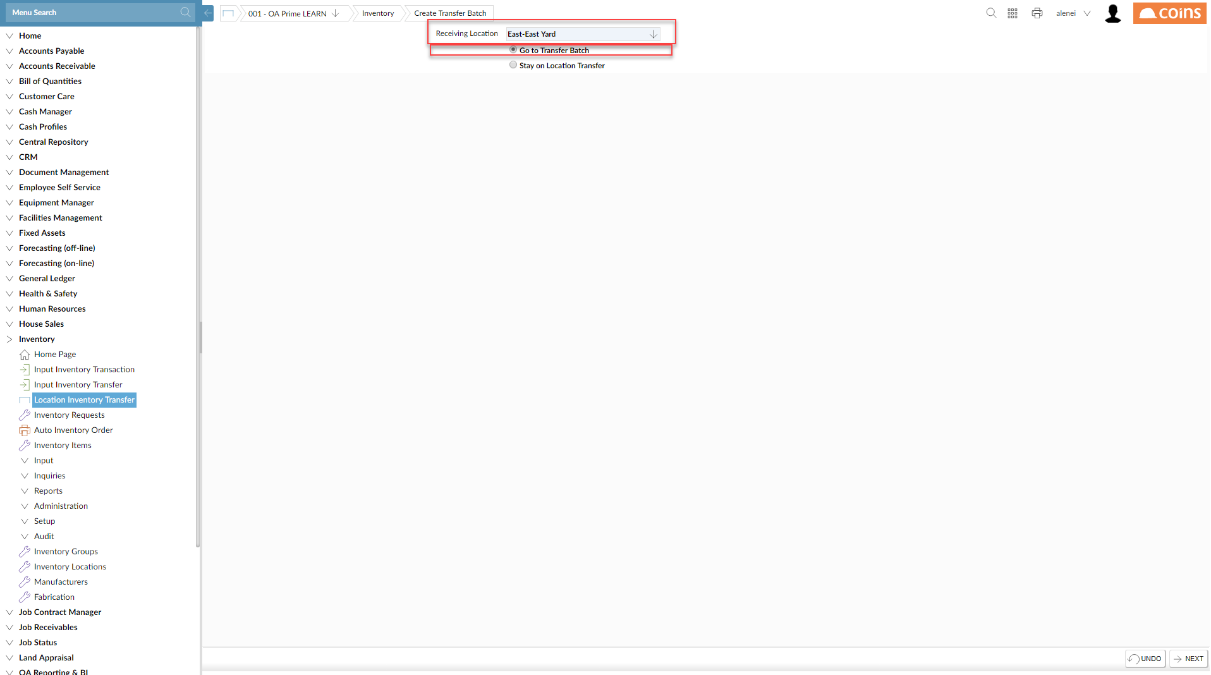 Menu Search
001 - OA Prime LEARN
Inventory
Create Transfer Batch
alenei
coins
Receiving Location East-East Yard
Go to Transfer Batch
Stay on Location Transfer
Home
Accounts Payable
Accounts Receivable
Bill of Quantities
Customer Care
Cash Manager
Cash Profiles
Central Repository
CRM
Document Management
Employee Self Service
Equipment Manager
Facilities Management
Fixed Assets
Forecasting (off-line)
Forecasting (on-line)
General Ledger
Health & Safety
Human Resources
House Sales
Inventory
Home Page
Input Inventory Transaction
Input Inventory Transfer
Location Inventory Transfer
Inventory Requests
Auto Inventory Order
Inventory Items
Input
Inquiries
Reports
Administration
Setup
Audit
Inventory Groups
Inventory Locations
Manufacturers
Fabrication
Job Contract Manager
Job Receivables
Job Status
Land Appraisal
OA Reporting & BI
UNDO
NEXT